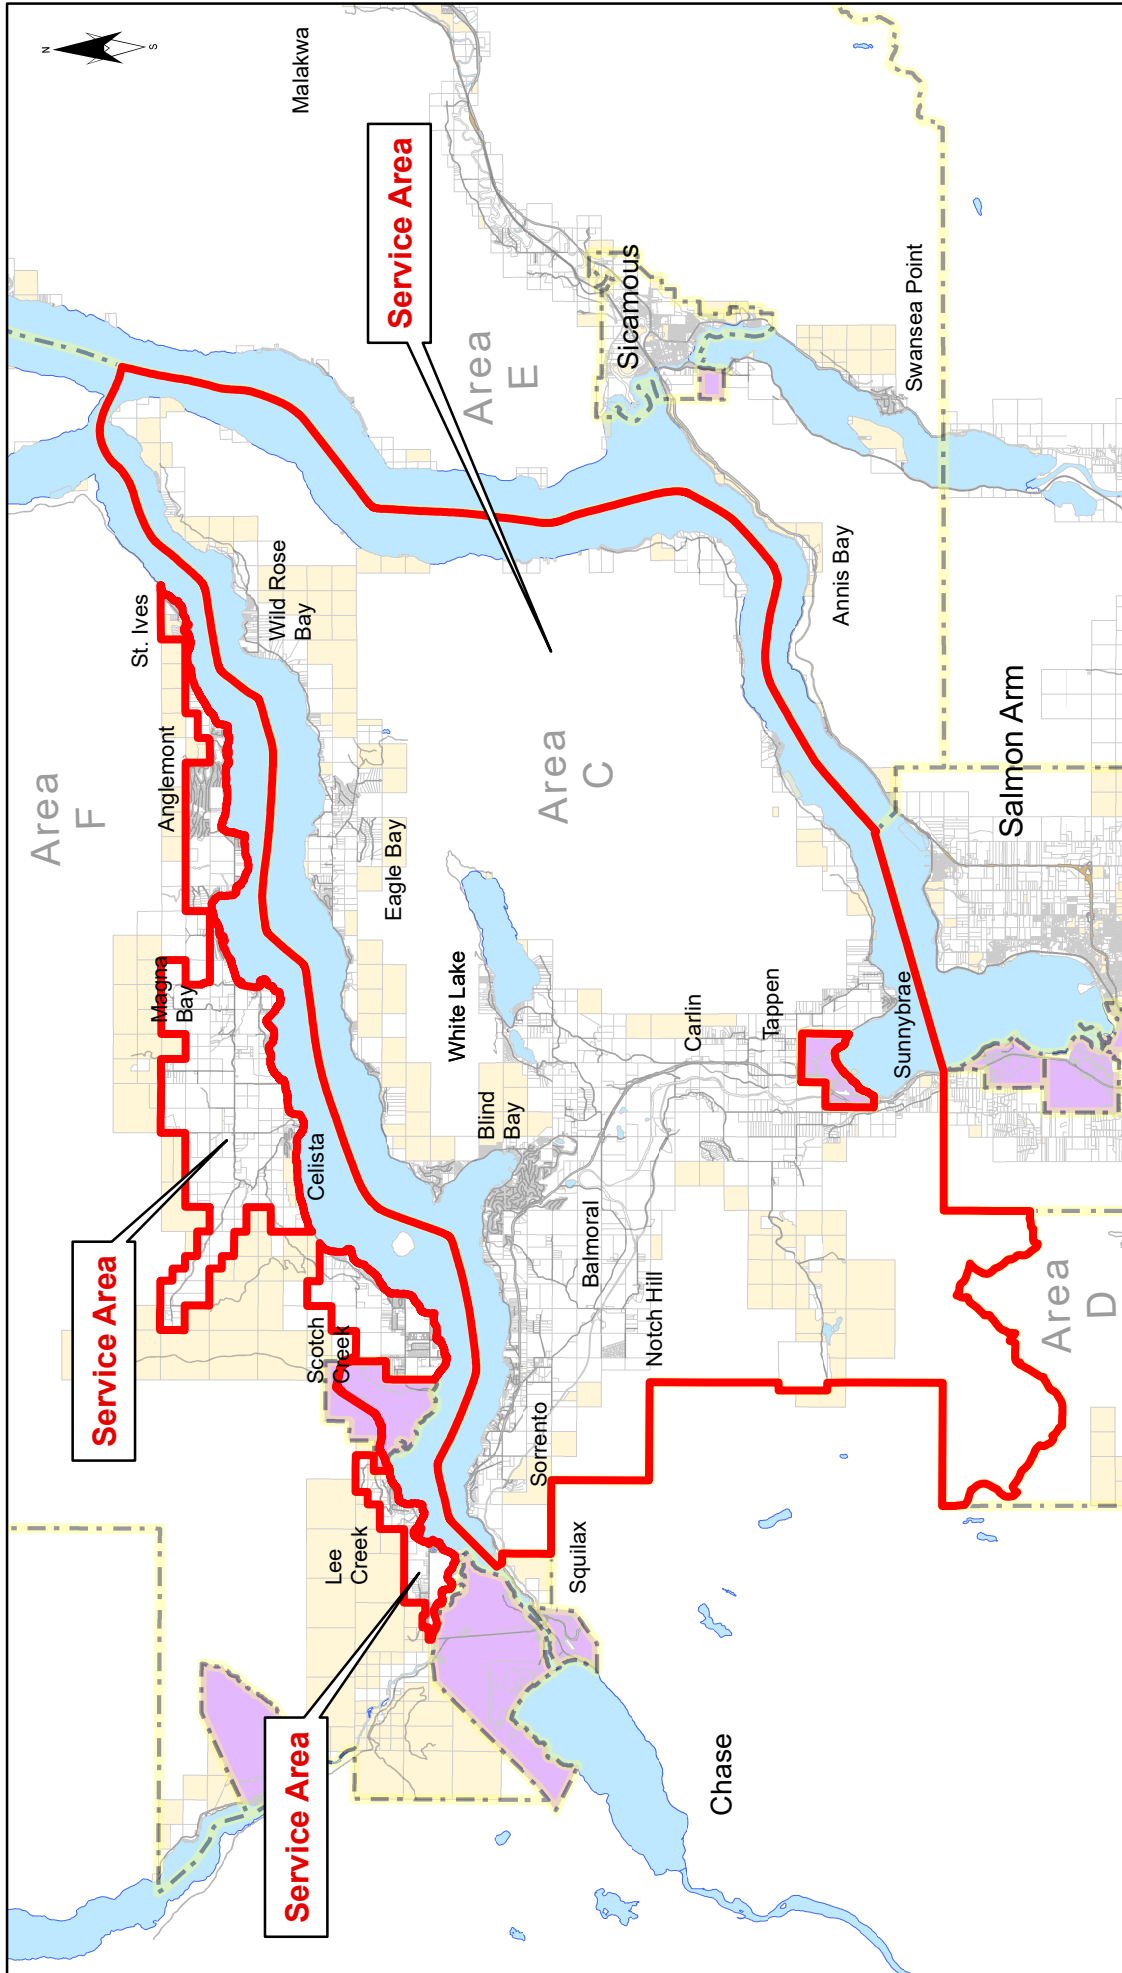 N
S
Area
F
Service Area
St. Ives
Magna
Bay
Anglemont
Wild Rose
Bay
Malakwa
Service Area
Celista
Scotch
Creek
Lee
Creek
Eagle Bay
Service Area
White Lake
Area
E
Blind
Bay
Sorrento
Area
C
Squilax
Balmoral
Sicamous
Notch Hill
Carlin
Chase
Tappen
Annis Bay
Sunnybrae
Swansea Point
Salmon Arm
Area
D